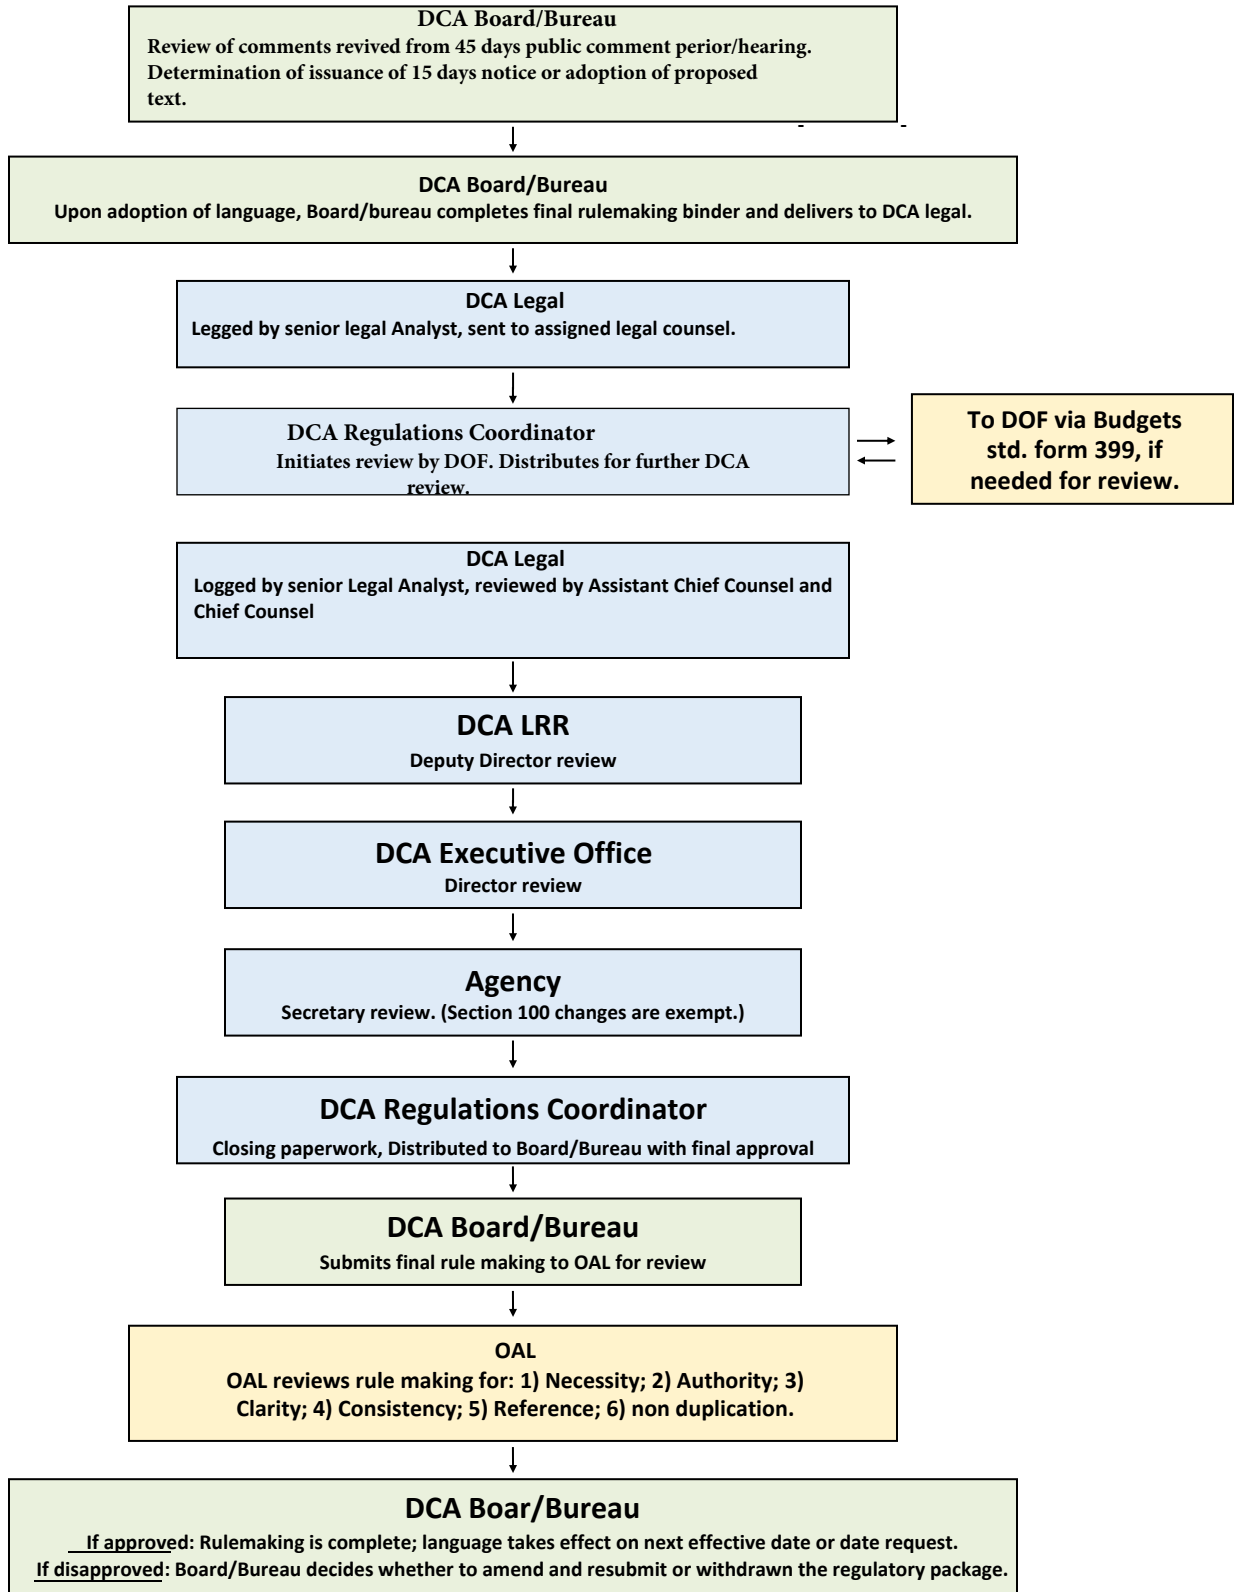 DCA Board/Bureau
Review of comments revived from 45 days public comment perior/hearing.
Determination of issuance of 15 days notice or adoption of proposed
text.
DCA Board/Bureau
Upon adoption of language, Board/bureau completes final rulemaking binder and delivers to DCA legal.
DCA Legal
Legged by senior legal Analyst, sent to assigned legal counsel.
DCA Regulations Coordinator
Initiates review by DOF. Distributes for further DCA
review.
To DOF via Budgets
std. form 399, if
needed for review.
DCA Legal
Logged by senior Legal Analyst, reviewed by Assistant Chief Counsel and
Chief Counsel
DCA LRR
Deputy Director review
DCA Executive Office
Director review
Agency
Secretary review. (Section 100 changes are exempt.)
DCA Regulations Coordinator
Closing paperwork, Distributed to Board/Bureau with final approval
DCA Board/Bureau
Submits final rule making to OAL for review
OAL
OAL reviews rule making for: 1) Necessity; 2) Authority; 3)
Clarity; 4) Consistency; 5) Reference; 6) non duplication.
DCA Boar/Bureau
If approved: Rulemaking is complete; language takes effect on next effective date or date request.
If disapproved: Board/Bureau decides whether to amend and resubmit or withdrawn the regulatory package.